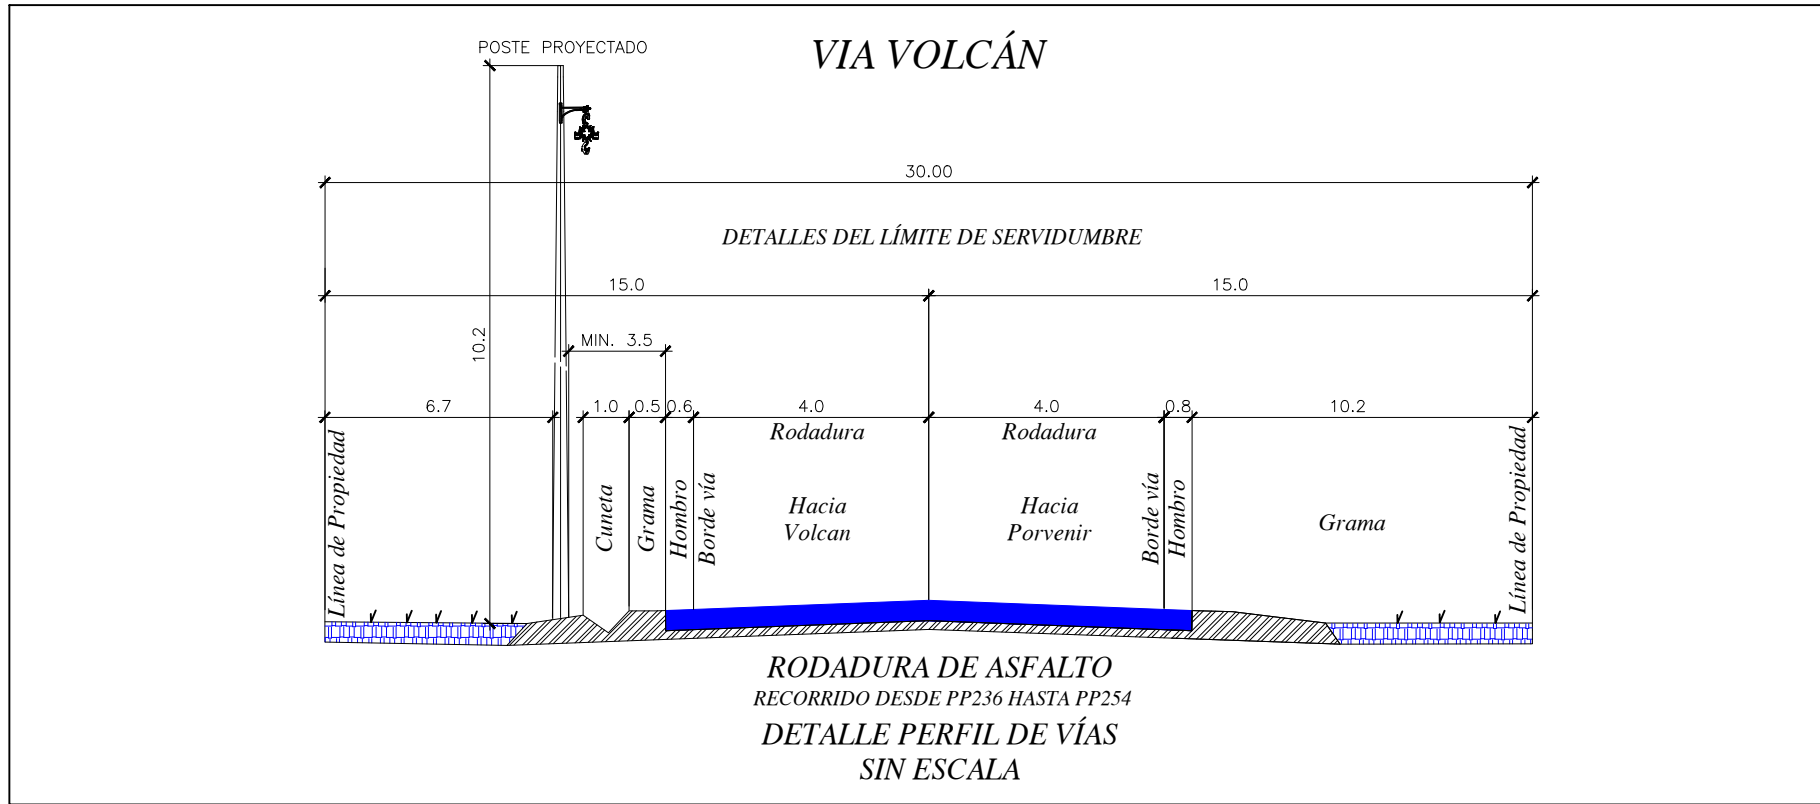 POSTE PROYECTADO
VIA VOLCÁN
30.00
DETALLES DEL LÍMITE DE SERVIDUMBRE
15.0
15.0
10.2
MIN. 3.5
6.7
1.0
0.5
0.6
4.0
4.0
0.8
10.2
Línea de Propiedad
Cuneta
Grama
Hombro
Borde vía
Rodadura
Hacia
Volcan
Rodadura
Hacia
Porvenir
Borde vía
Hombro
Grama
Línea de Propiedad
RODADURA DE ASFALTO
RECORRIDO DESDE PP236 HASTA PP254
DETALLE PERFIL DE VÍAS
SIN ESCALA